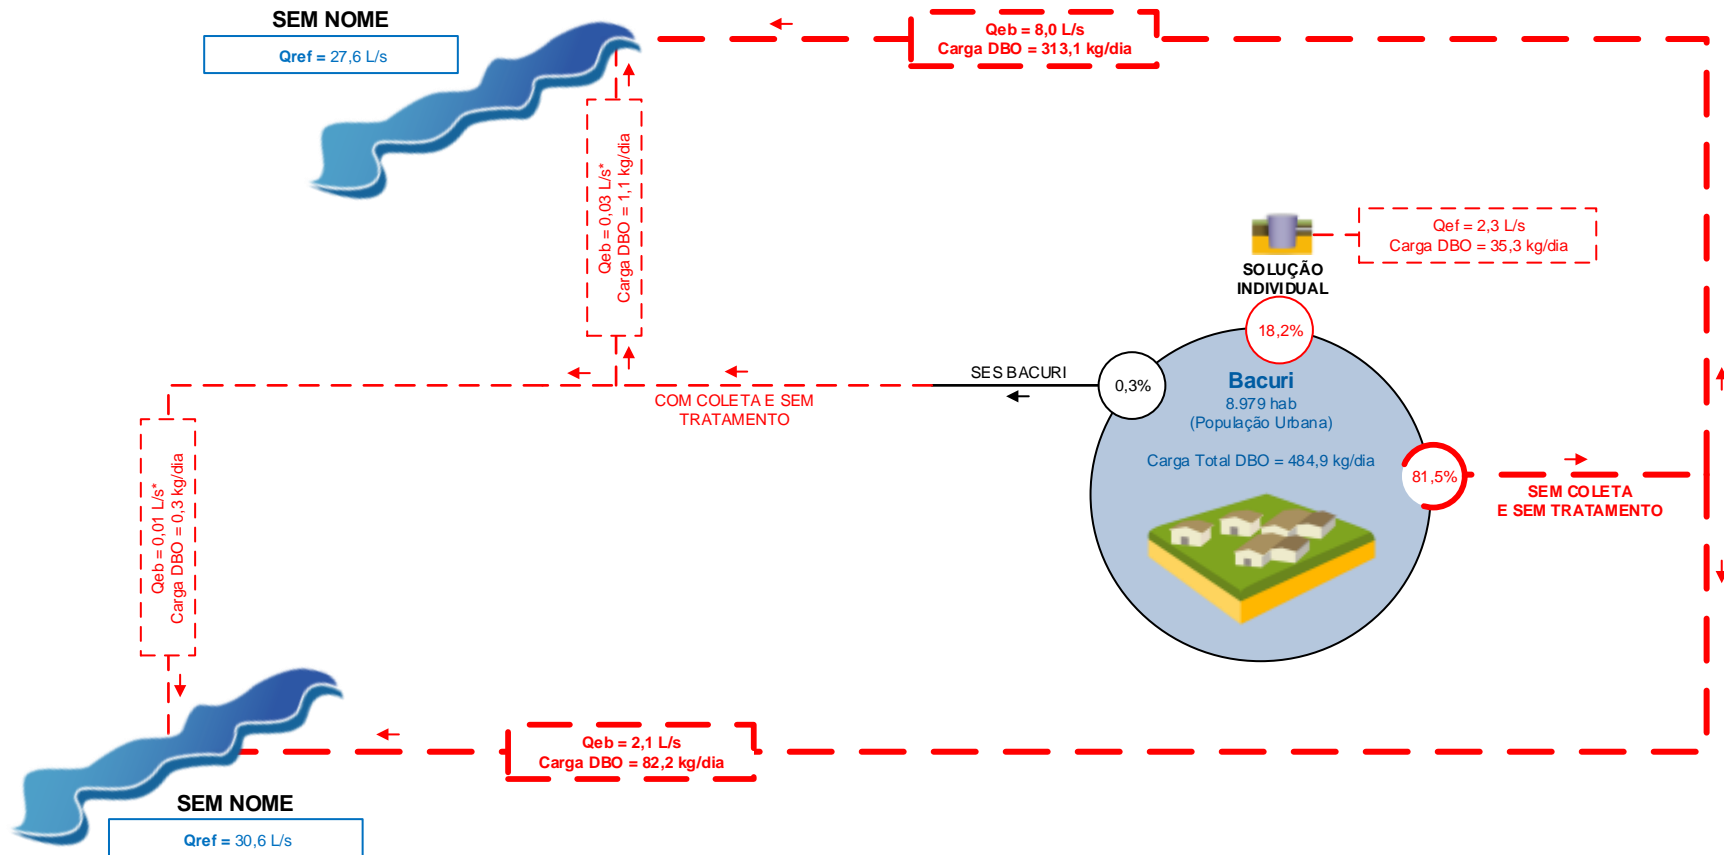 SEM NOME
Qref = 27,6 L/s
Qeb = 8,0 L/s
Carga DBO = 313,1 kg/dia
Qeb = 0,03 L/s*
Carga DBO = 1,1 kg/dia
Qef = 2,3 L/s
Carga DBO = 35,3 kg/dia
SOLUÇÃO
INDIVIDUAL
18,2%
SES BACURI
0,3%
COM COLETA E SEM
TRATAMENTO
Bacuri
8.979 hab
(População Urbana)
Carga Total DBO = 484,9 kg/dia
81,5%
SEM COLETA
E SEM TRATAMENTO
Qeb = 0,01 L/s*
Carga DBO = 0,3 kg/dia
Qeb = 2,1 L/s
Carga DBO = 82,2 kg/dia
SEM NOME
Qref = 30,6 L/s